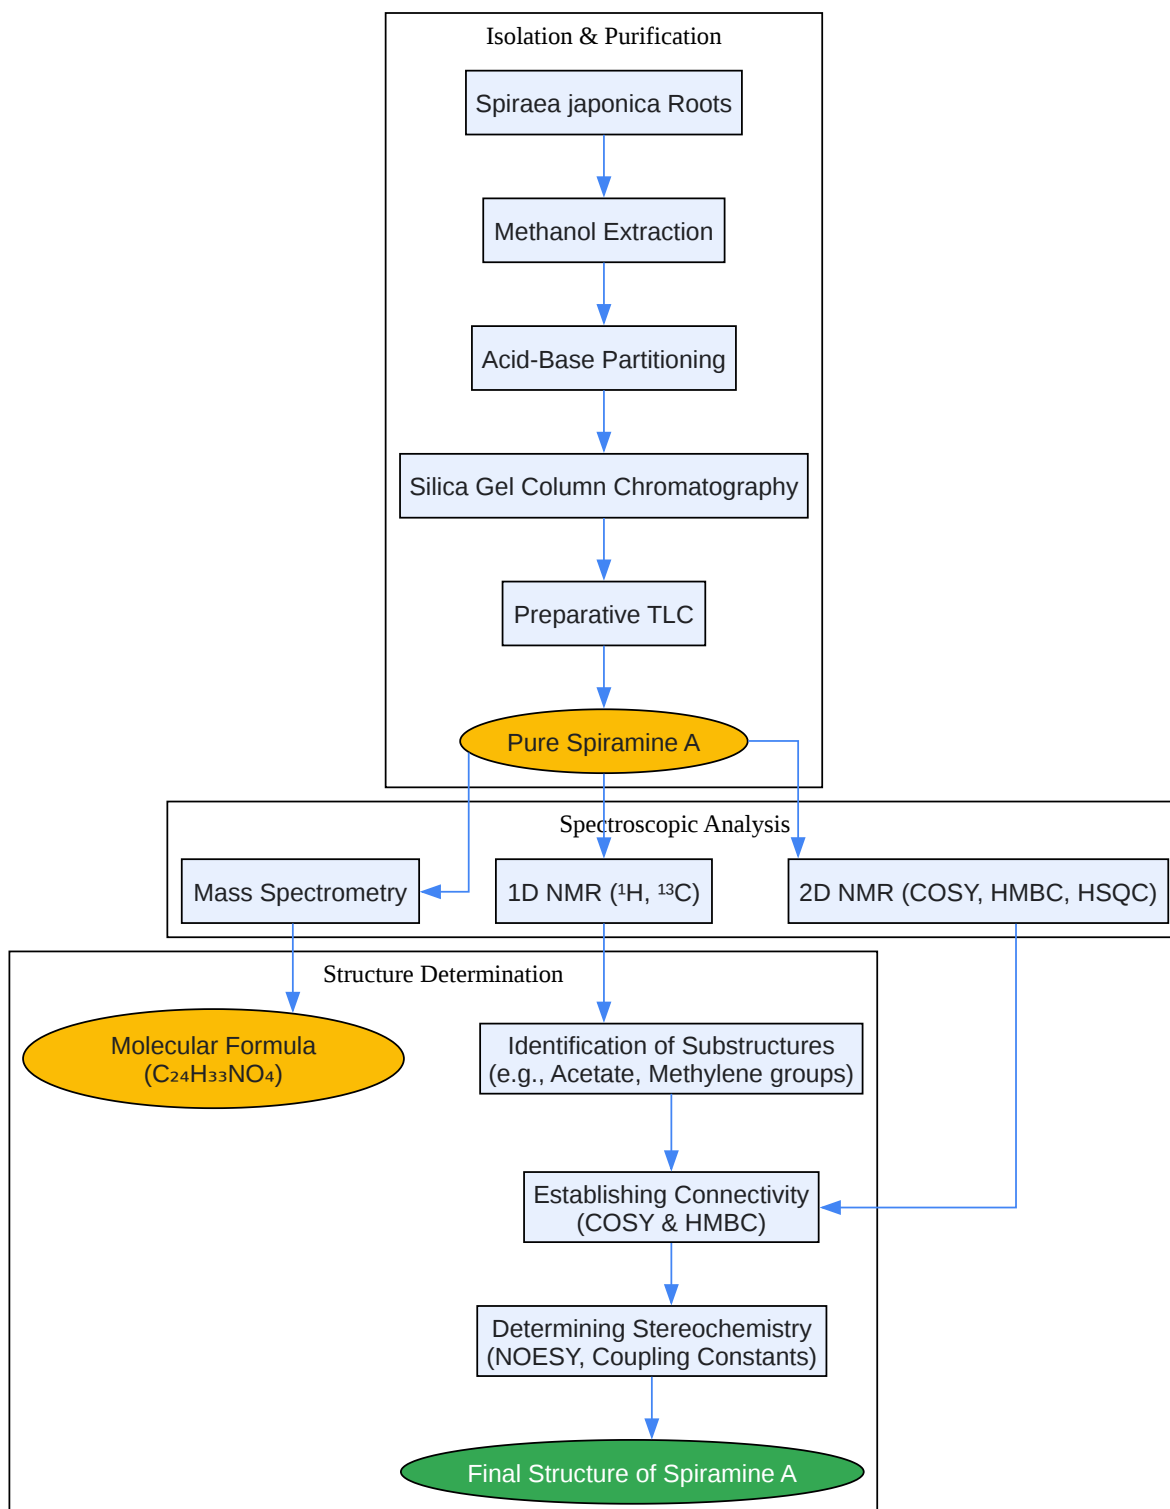 Isolation & Purification
Spiraea japonica Roots
Methanol Extraction
Acid-Base Partitioning
Silica Gel Column Chromatography
Preparative TLC
Pure Spiramine A
Spectroscopic Analysis
Mass Spectrometry
1D NMR (¹H, ¹³C)
2D NMR (COSY, HMBC, HSQC)
Structure Determination
Molecular Formula
(C₂₄H₃₃NO₄)
Identification of Substructures
(e.g., Acetate, Methylene groups)
Establishing Connectivity
(COSY & HMBC)
Determining Stereochemistry
(NOESY, Coupling Constants)
Final Structure of Spiramine A